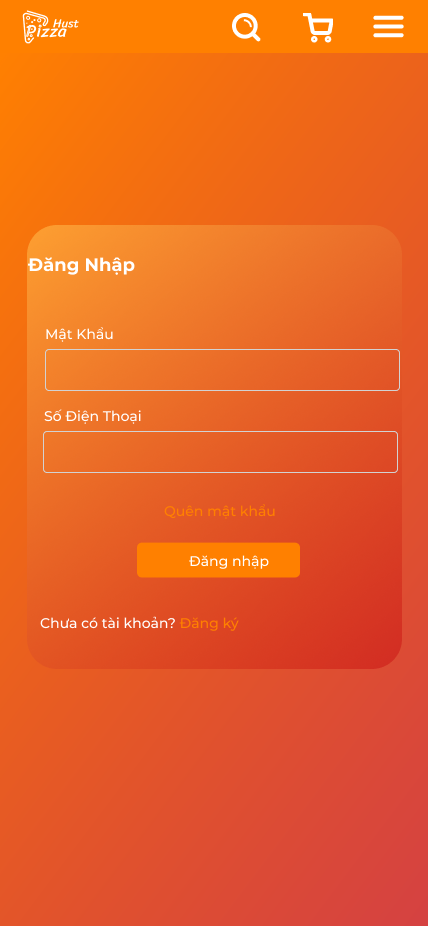 Hust
Pizza
Đăng Nhập
Mật Khẩu
Số Điện Thoại
Quên mật khẩu
Đăng nhập
Chưa có tài khoản? Đăng ký